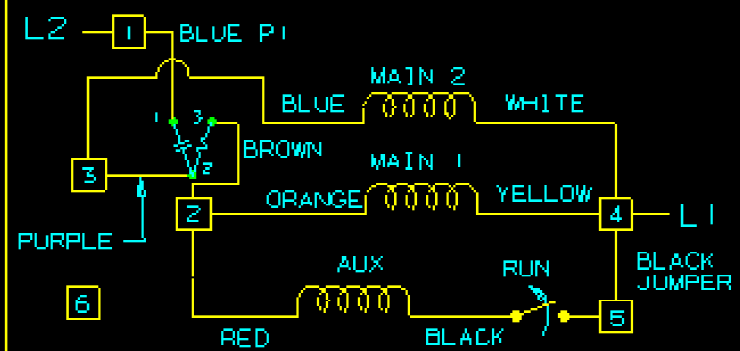 L2 1 BLUE P1
MAIN 2
BLUE WHITE
1 3
BROWN
2
3
MAIN 1
ORANGE YELLOW
2 4 L1
PURPLE
AUX RUN BLACK
JUMPER
6
5
RED BLACK